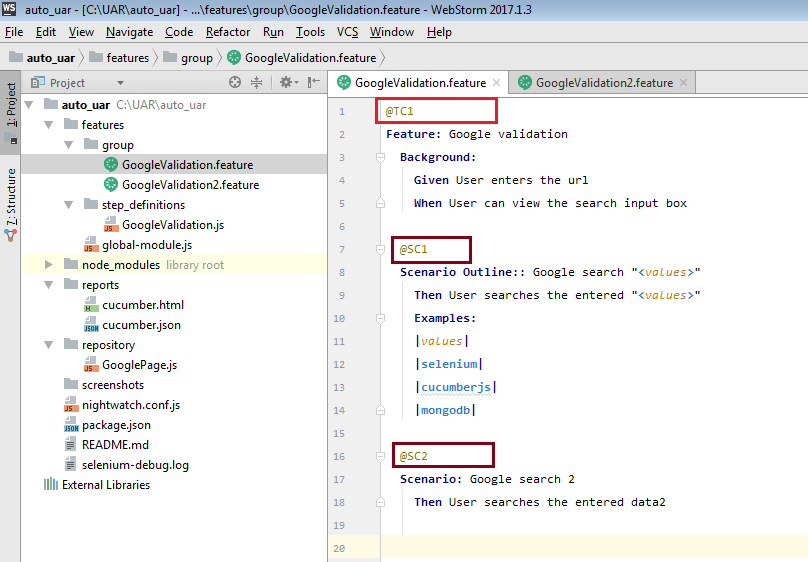 WS auto_uar - [C:\UAR\auto_uar] - ...\features\group\GoogleValidation.feature - WebStorm 2017.1.3
File Edit View Navigate Code Refactor Run Tools VCS Window Help
auto_uar features group GoogleValidation.feature
1: Project
7: Structure
Project
auto_uar C:\UAR\auto_uar
features
group
GoogleValidation.feature
GoogleValidation2.feature
step_definitions
GoogleValidation.js
global-module.js
node_modules library root
reports
cucumber.html
cucumber.json
repository
GooglePage.js
screenshots
nightwatch.conf.js
package.json
README.md
selenium-debug.log
External Libraries
GoogleValidation.feature GoogleValidation2.feature
1 @TC1
2 Feature: Google validation
3 Background:
4 Given User enters the url
5 When User can view the search input box
6
7 @SC1
8 Scenario Outline:: Google search "<values>"
9 Then User searches the entered "<values>"
10 Examples:
11 |values|
12 |selenium|
13 |cucumberjs|
14 |mongodb|
15
16 @SC2
17 Scenario: Google search 2
18 Then User searches the entered data2
19
20